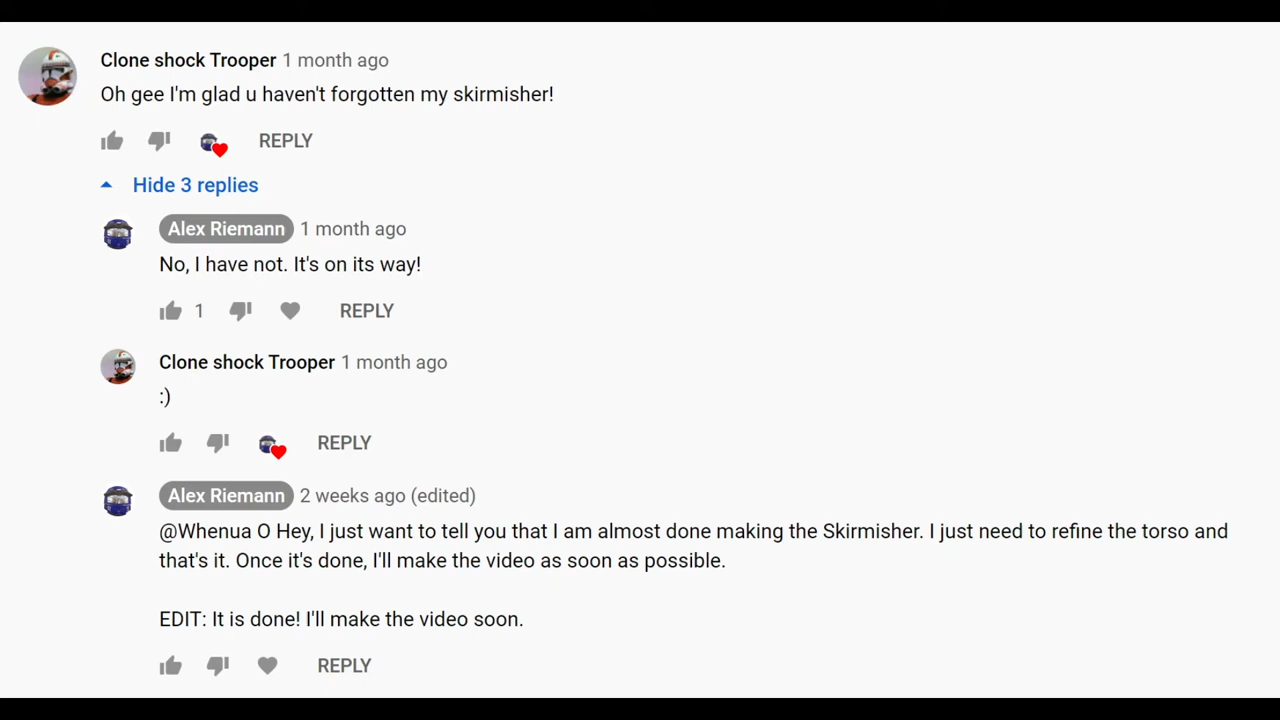 Clone shock Trooper 1 month ago
Oh gee I'm glad u haven't forgotten my skirmisher!
REPLY
Hide 3 replies
Alex Riemann 1 month ago
No, I have not. It's on its way!
1 REPLY
Clone shock Trooper 1 month ago
:)
REPLY
Alex Riemann 2 weeks ago (edited)
@Whenua O Hey, I just want to tell you that I am almost done making the Skirmisher. I just need to refine the torso and
that's it. Once it's done, I'll make the video as soon as possible.
EDIT: It is done! I'll make the video soon.
REPLY